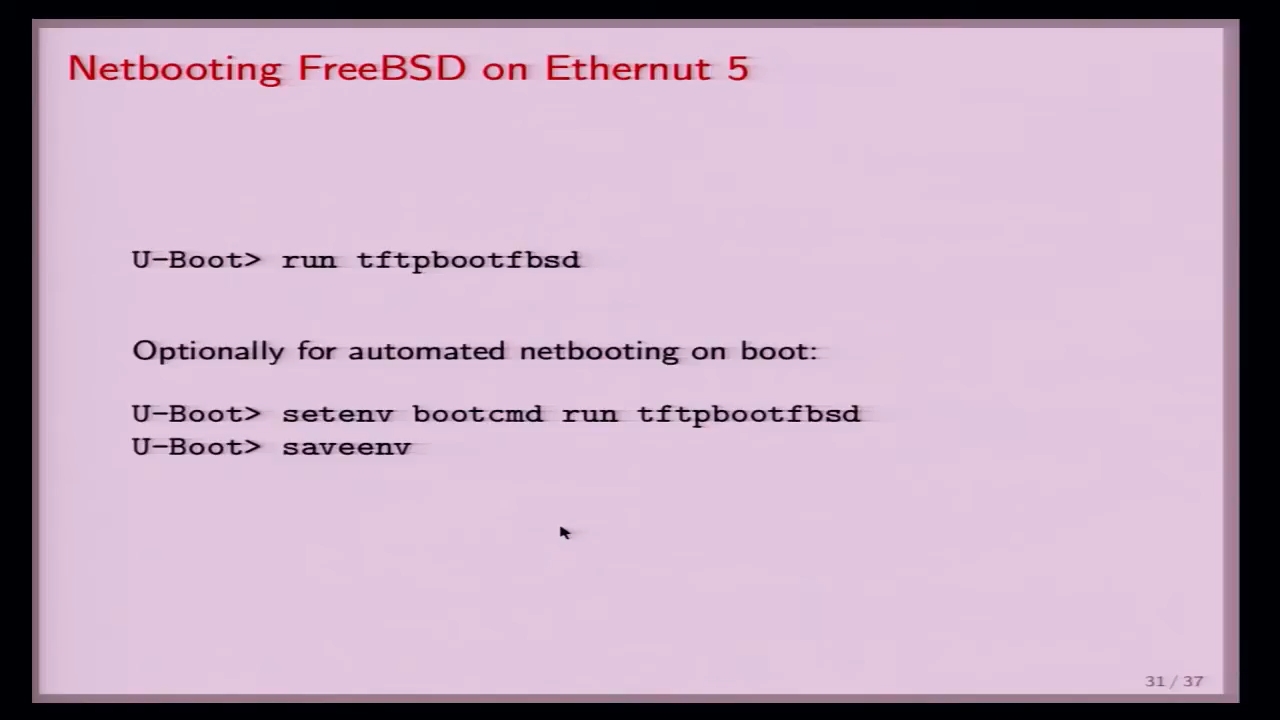 Netbooting FreeBSD on Ethernut 5
U-Boot> run tftpbootfbsd
Optionally for automated netbooting on boot:
U-Boot> setenv bootcmd run tftpbootfbsd
U-Boot> saveenv
31 / 37